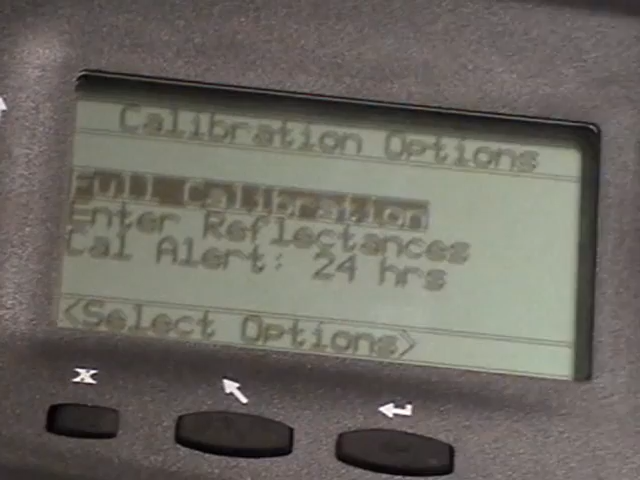 Calibration Options
Full Calibration
Enter Reflectances
Cal Alert: 24 hrs
<Select Options>
X